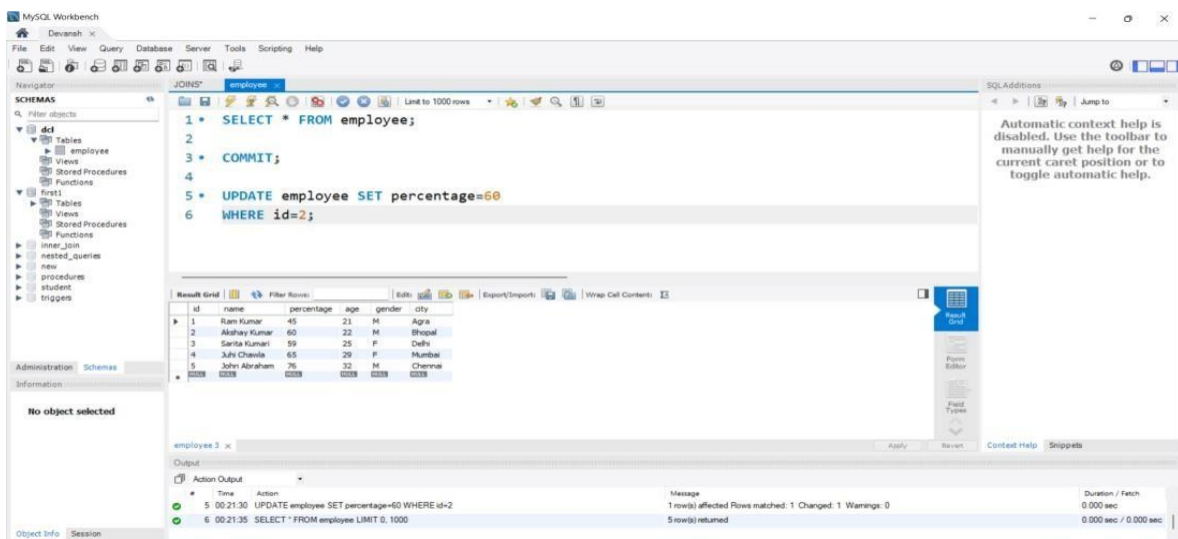 MySQL Workbench
Devansh ×
File Edit View Query Database Server Tools Scripting Help
Navigator
SCHEMAS
Filter objects
dcl
Tables
employee
Views
Stored Procedures
Functions
first1
Tables
Views
Stored Procedures
Functions
inner_join
nested_queries
new
procedures
student
triggers
Administration Schemas
Information
No object selected
Object Info Session
JOINS* employee ×
Limit to 1000 rows
1 SELECT * FROM employee;
2
3 COMMIT;
4
5 UPDATE employee SET percentage=60
6 WHERE id=2;
Result Grid Filter Rows: Edit: Export/Import: Wrap Cell Content:
id name percentage age gender city
1 Ram Kumar 45 21 M Agra
2 Akshay Kumar 60 22 M Bhopal
3 Sarita Kumari 59 25 F Delhi
4 Juhi Chawla 65 29 F Mumbai
5 John Abraham 76 32 M Chennai
NULL NULL NULL NULL NULL NULL
Result Grid
Form Editor
Field Types
employee 3 × Apply Revert
SQLAdditions
Jump to
Automatic context help is
disabled. Use the toolbar to
manually get help for the
current caret position or to
toggle automatic help.
Context Help Snippets
Output
Action Output
# Time Action Message Duration / Fetch
5 00:21:30 UPDATE employee SET percentage=60 WHERE id=2 1 row(s) affected Rows matched: 1 Changed: 1 Warnings: 0 0.000 sec
6 00:21:35 SELECT * FROM employee LIMIT 0, 1000 5 row(s) returned 0.000 sec / 0.000 sec